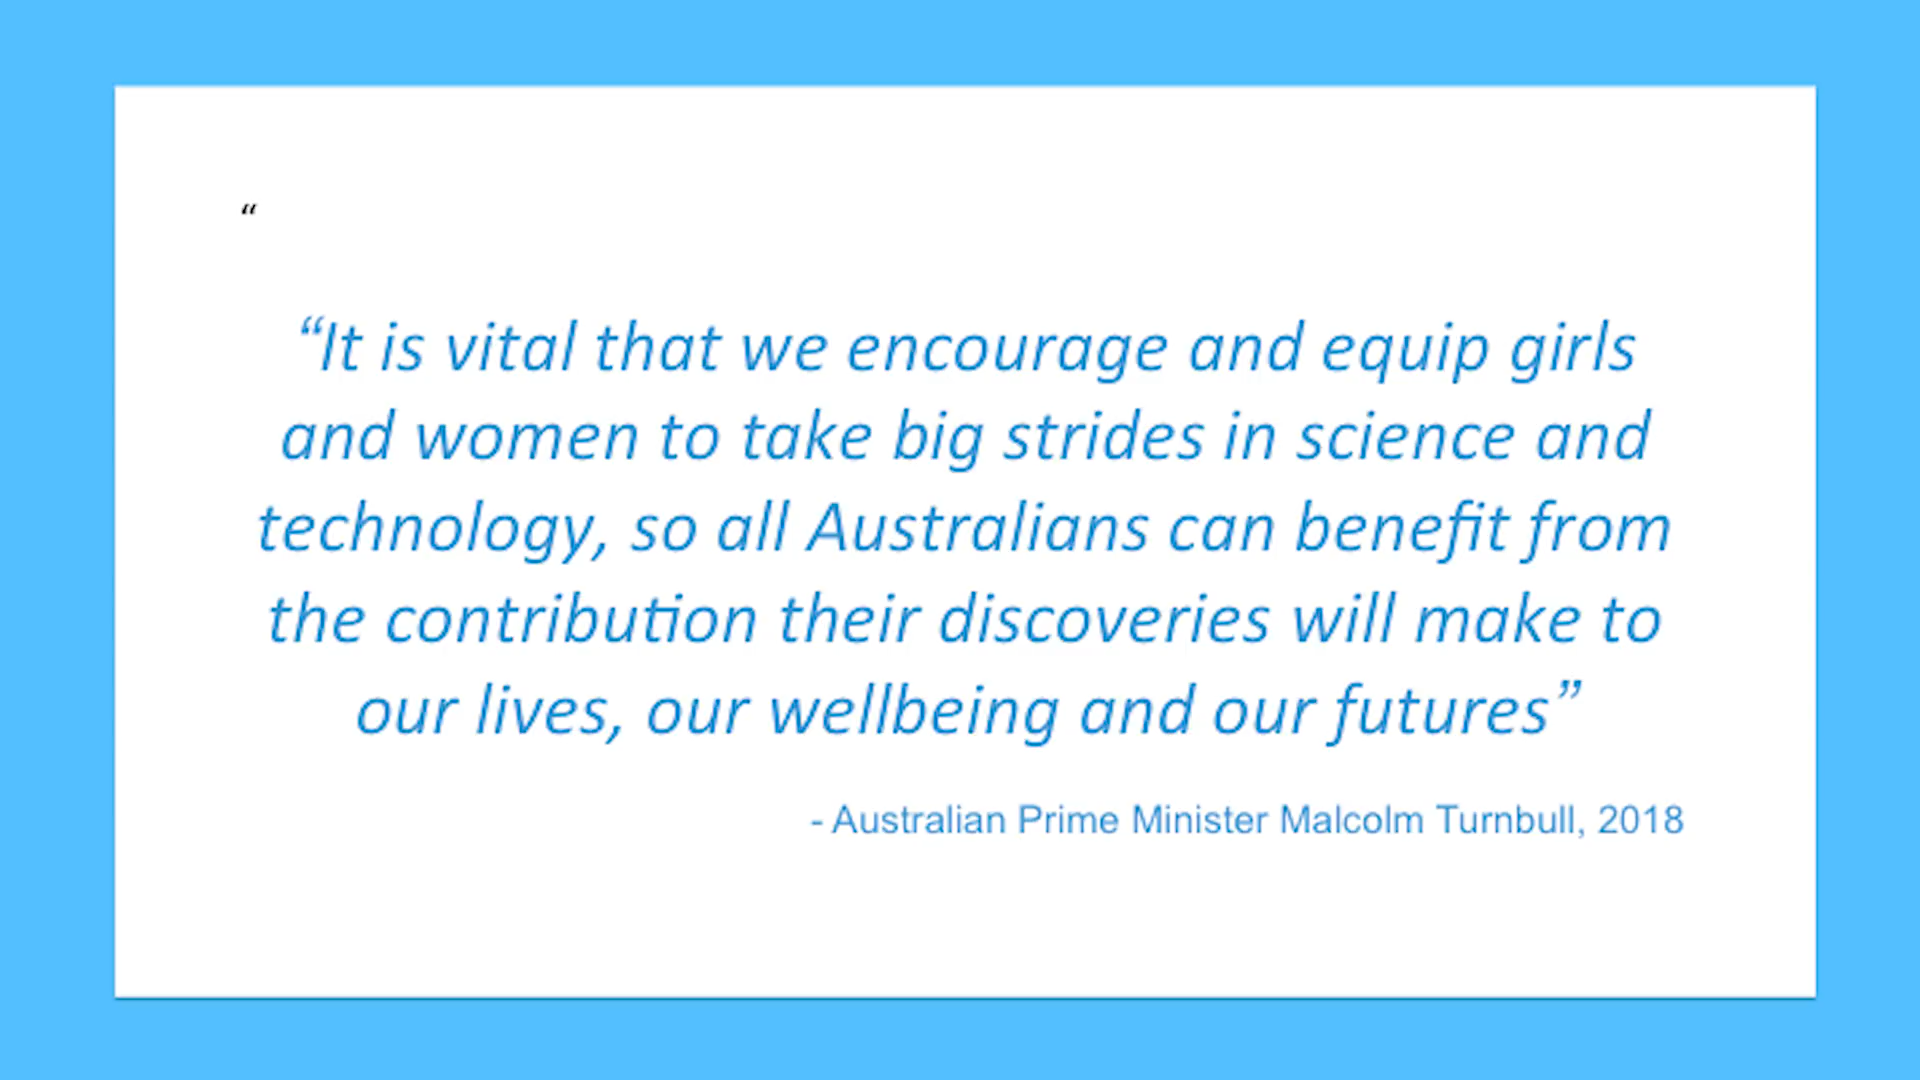 “
“It is vital that we encourage and equip girls
and women to take big strides in science and
technology, so all Australians can benefit from
the contribution their discoveries will make to
our lives, our wellbeing and our futures”
- Australian Prime Minister Malcolm Turnbull, 2018